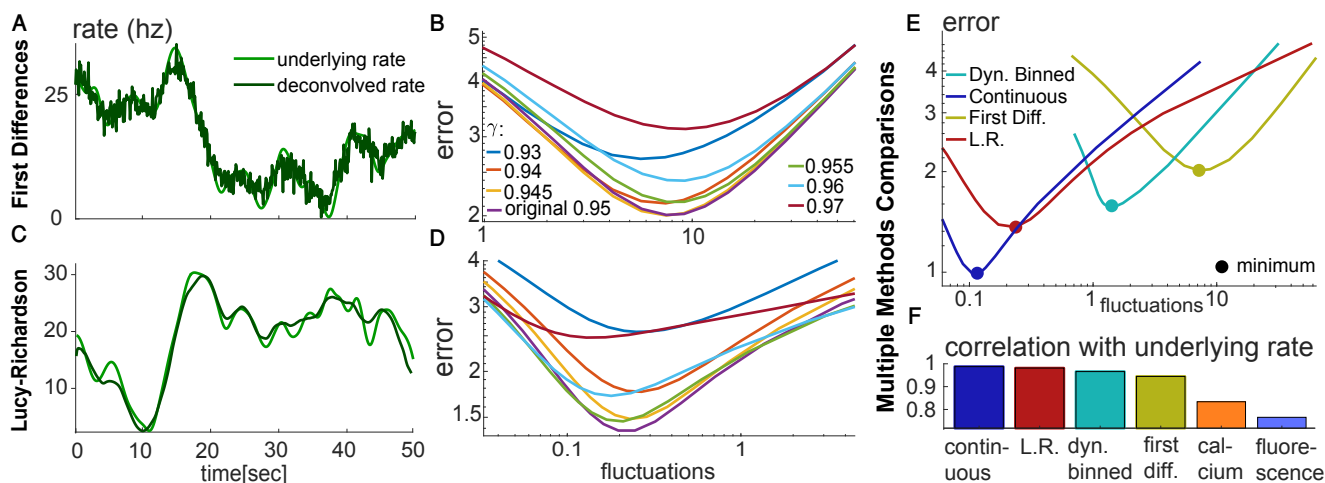 A
rate (hz)
First Differences
25
0
underlying rate
deconvolved rate
B
error
5
4
3
2
1
10
γ:
0.93
0.94
0.945
original 0.95
0.955
0.96
0.97
C
Lucy-Richardson
30
20
10
0
10
20
30
40
50
time[sec]
D
error
4
3
2
1.5
0.1
1
fluctuations
E
error
Multiple Methods Comparisons
4
3
2
1
Dyn. Binned
Continuous
First Diff.
L.R.
minimum
0.1
1
10
fluctuations
F
correlation with underlying rate
1
0.9
0.8
contin-
uous
L.R.
dyn.
binned
first
diff.
cal-
cium
fluore-
scence